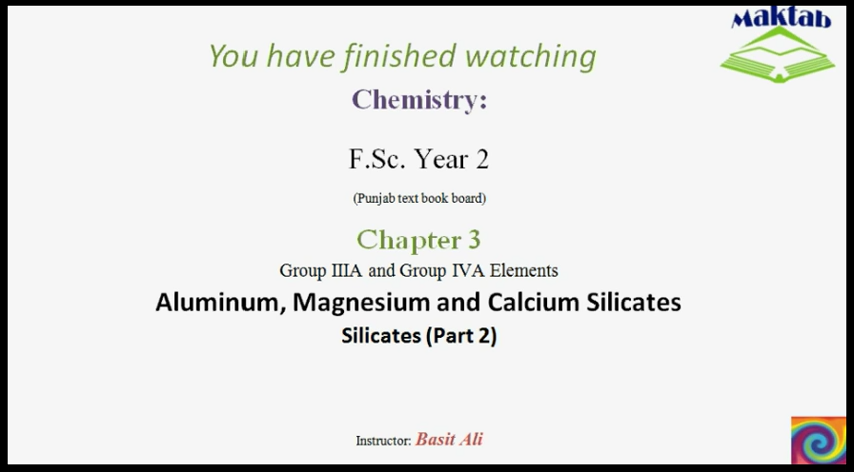 Maktab
You have finished watching
Chemistry:
F.Sc. Year 2
(Punjab text book board)
Chapter 3
Group IIIA and Group IVA Elements
Aluminum, Magnesium and Calcium Silicates
Silicates (Part 2)
Instructor: Basit Ali